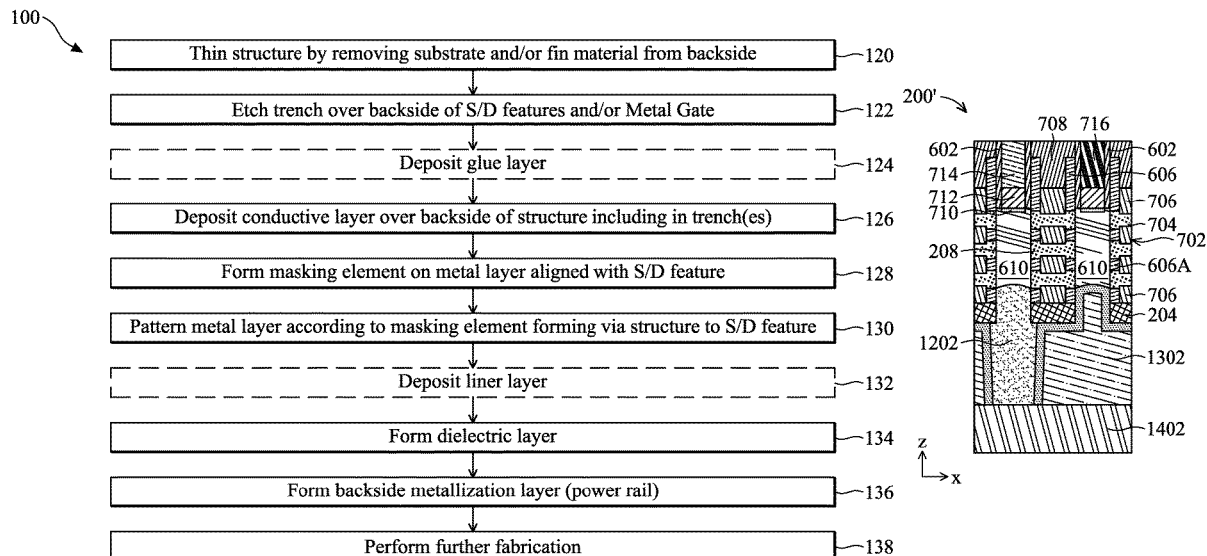 100
Thin structure by removing substrate and/or fin material from backside
120
Etch trench over backside of S/D features and/or Metal Gate
122
Deposit glue layer
124
Deposit conductive layer over backside of structure including in trench(es)
126
Form masking element on metal layer aligned with S/D feature
128
Pattern metal layer according to masking element forming via structure to S/D feature
130
Deposit liner layer
132
Form dielectric layer
134
Form backside metallization layer (power rail)
136
Perform further fabrication
138
200'
708 716
602 602
714 606
712 706
710 704
702
208
610 610 606A
706
204
1202 1302
1402
z
x